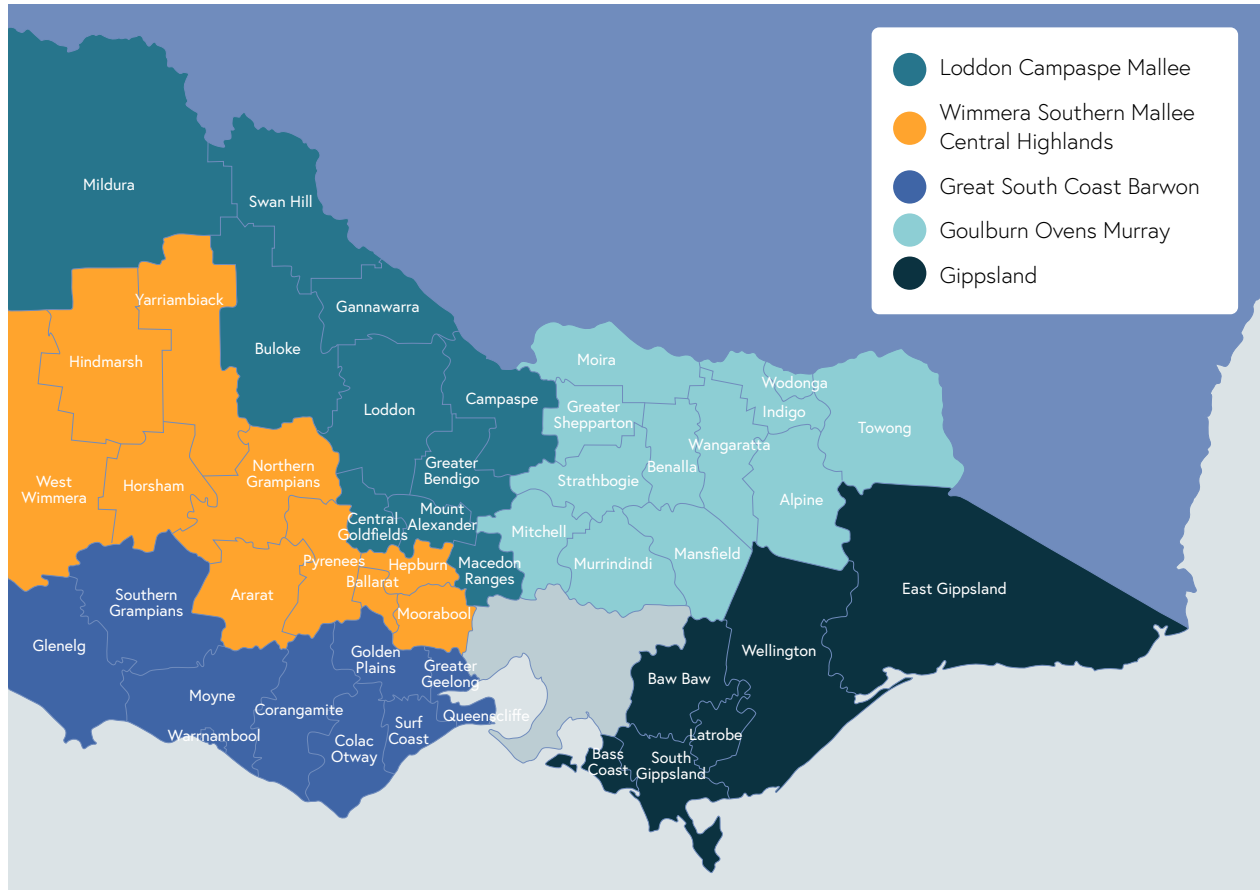 Loddon Campaspe Mallee
Wimmera Southern Mallee
Central Highlands
Great South Coast Barwon
Goulburn Ovens Murray
Gippsland
Mildura
Swan Hill
Yarriambiack
Gannawarra
Hindmarsh
Buloke
Loddon
Campaspe
Moira
Greater
Shepparton
Wodonga
Indigo
Towong
Wangaratta
Benalla
Strathbogie
Alpine
West
Wimmera
Horsham
Northern
Grampians
Greater
Bendigo
Central
Goldfields
Mount
Alexander
Mitchell
Murrindindi
Mansfield
Macedon
Ranges
Pyrenees
Hepburn
Ballarat
Moorabool
Ararat
Southern
Grampians
Glenelg
East Gippsland
Wellington
Golden
Plains
Greater
Geelong
Baw Baw
Moyne
Corangamite
Warrnambool
Colac
Otway
Surf
Coast
Queenscliffe
Latrobe
Bass
Coast
South
Gippsland